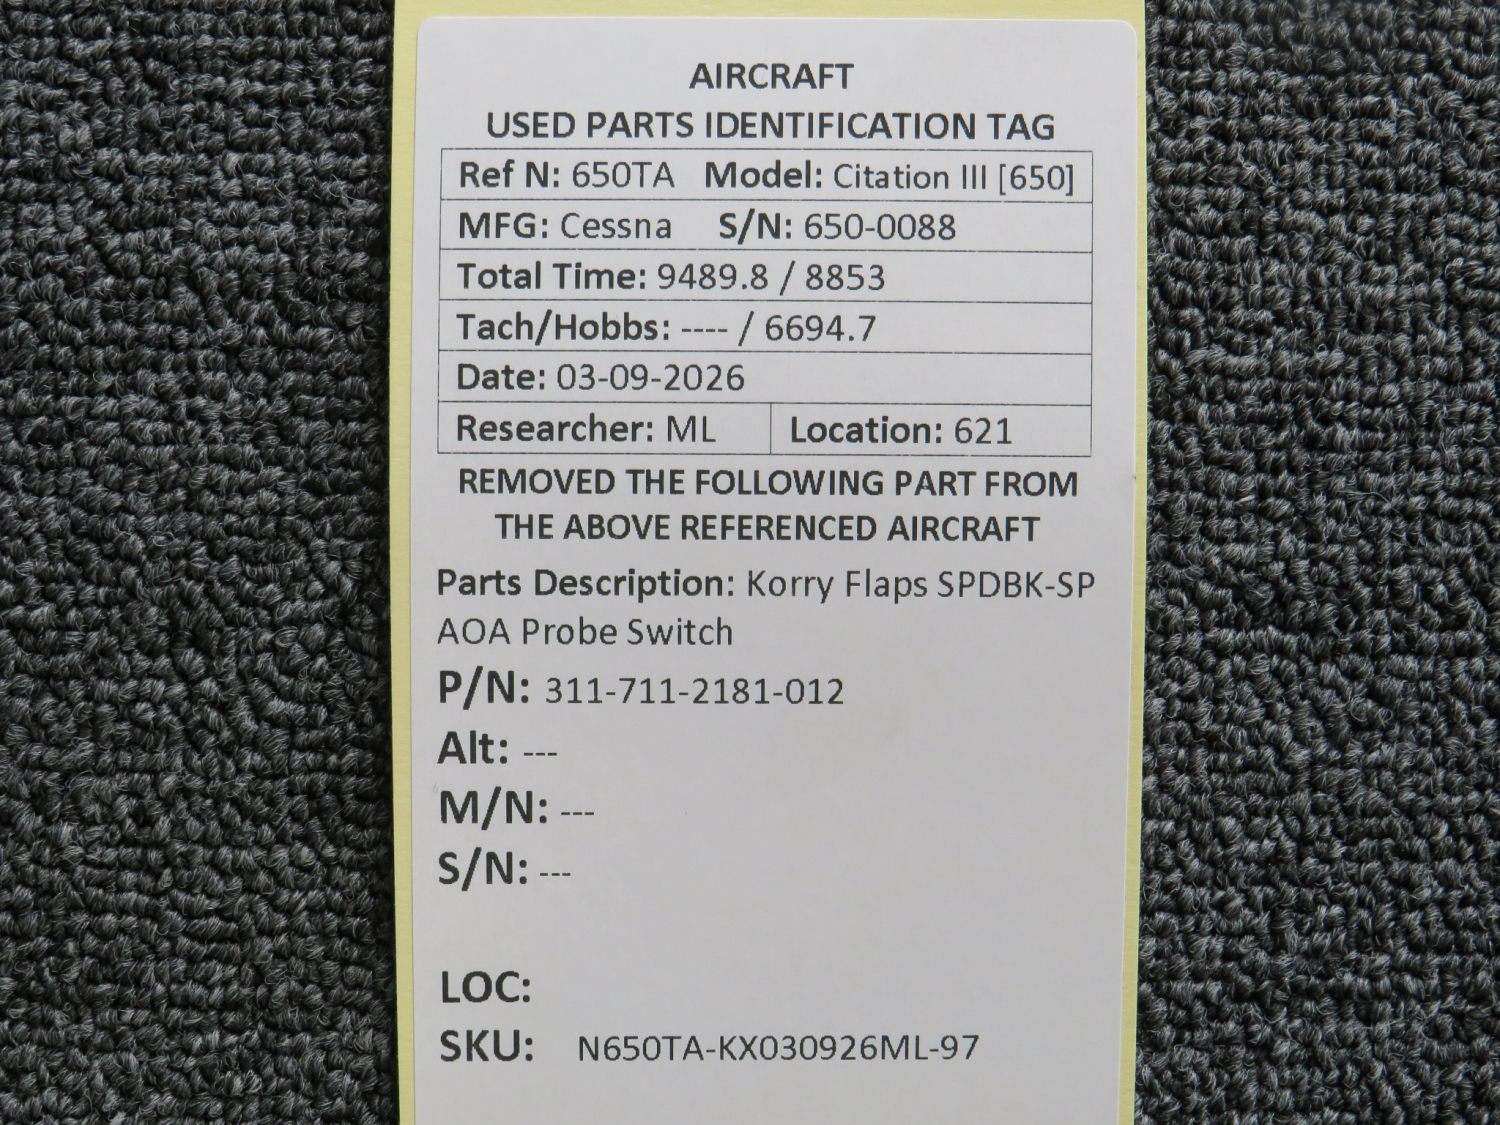 AIRCRAFT
USED PARTS IDENTIFICATION TAG
Ref N: 650TA Model: Citation III [650]
MFG: Cessna S/N: 650-0088
Total Time: 9489.8 / 8853
Tach/Hobbs: ---- / 6694.7
Date: 03-09-2026
Researcher: ML Location: 621
REMOVED THE FOLLOWING PART FROM
THE ABOVE REFERENCED AIRCRAFT
Parts Description: Korry Flaps SPDBK-SP
AOA Probe Switch
P/N: 311-711-2181-012
Alt: ---
M/N: ---
S/N: ---
LOC:
SKU: N650TA-KX030926ML-97